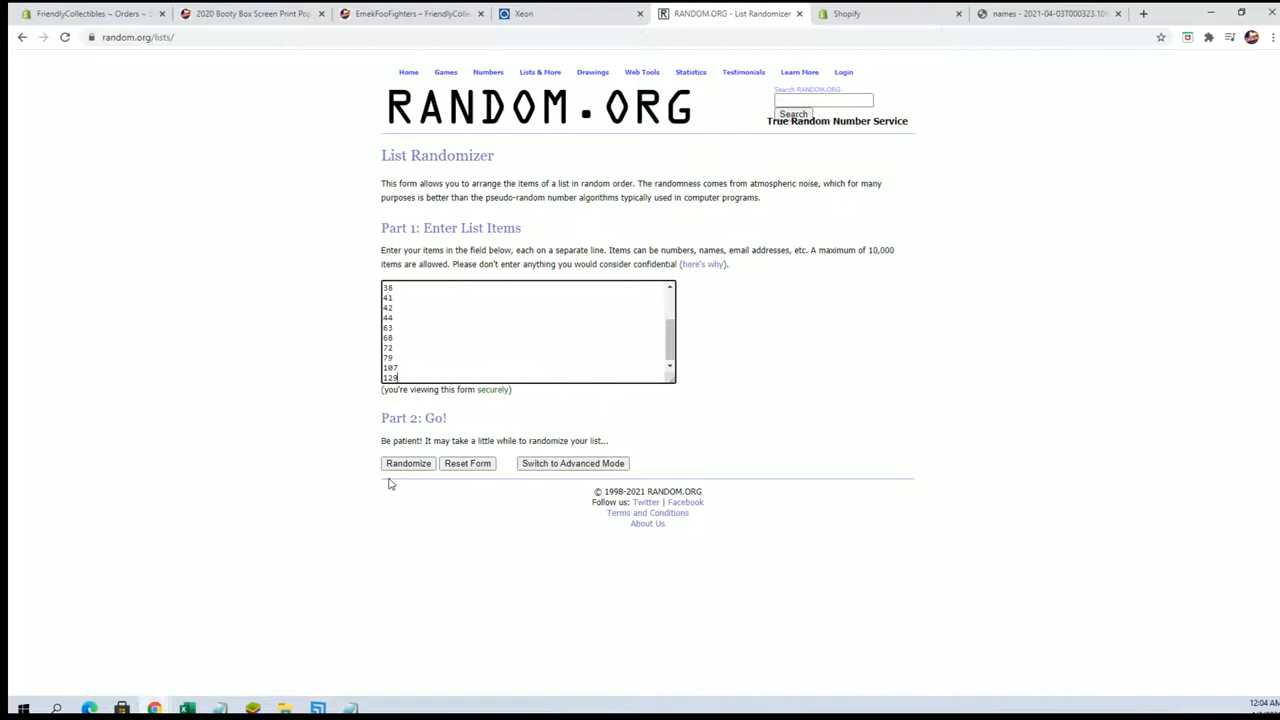 FriendlyCollectibles ~ Orders ~ S
2020 Booty Box Screen Print Pop
EmekFooFighters ~ FriendlyColle
Xeon
RANDOM.ORG - List Randomizer
Shopify
names - 2021-04-03T000323.10
random.org/lists/
Home Games Numbers Lists & More Drawings Web Tools Statistics Testimonials Learn More Login
Search RANDOM.ORG
RANDOM.ORG
Search
True Random Number Service
List Randomizer
This form allows you to arrange the items of a list in random order. The randomness comes from atmospheric noise, which for many
purposes is better than the pseudo-random number algorithms typically used in computer programs.
Part 1: Enter List Items
Enter your items in the field below, each on a separate line. Items can be numbers, names, email addresses, etc. A maximum of 10,000
items are allowed. Please don't enter anything you would consider confidential (here's why).
38
41
42
44
63
68
72
79
107
129
(you're viewing this form securely)
Part 2: Go!
Be patient! It may take a little while to randomize your list...
Randomize Reset Form Switch to Advanced Mode
© 1998-2021 RANDOM.ORG
Follow us: Twitter | Facebook
Terms and Conditions
About Us
12:04 AM